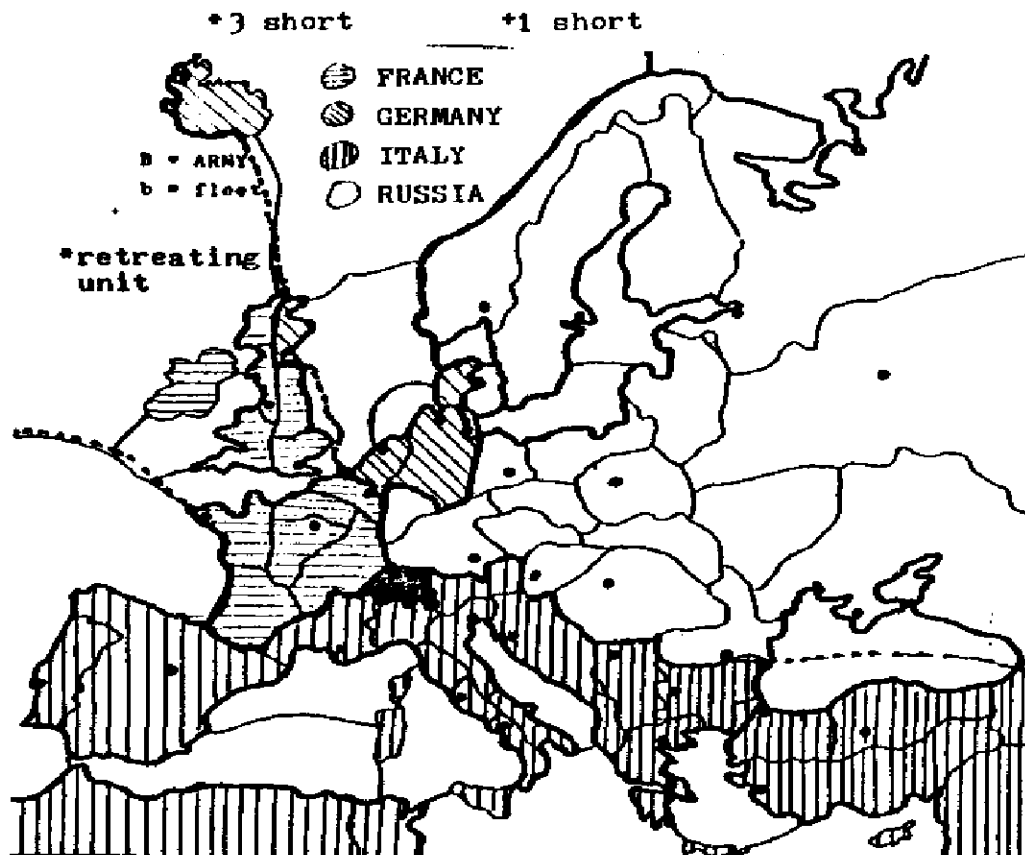 *3 short *1 short
FRANCE
GERMANY
B = ARMY
ITALY
b = fleet
RUSSIA
*retreating
unit